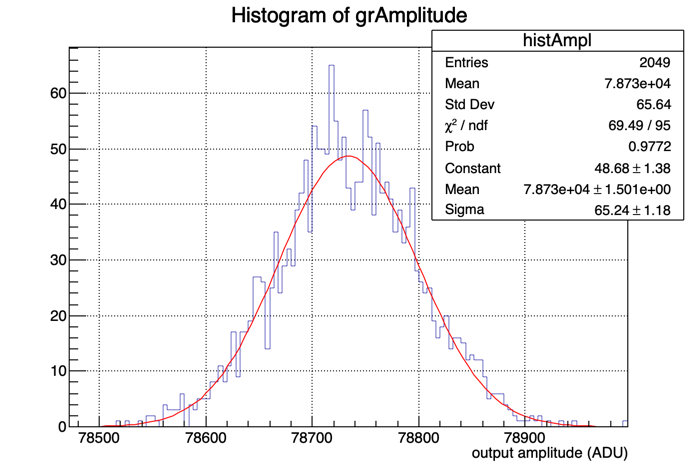 Histogram of grAmplitude
histAmpl
Entries 2049
Mean 7.873e+04
Std Dev 65.64
χ² / ndf 69.49 / 95
Prob 0.9772
Constant 48.68 ± 1.38
Mean 7.873e+04 ± 1.501e+00
Sigma 65.24 ± 1.18
60
50
40
30
20
10
0
78500 78600 78700 78800 78900
output amplitude (ADU)